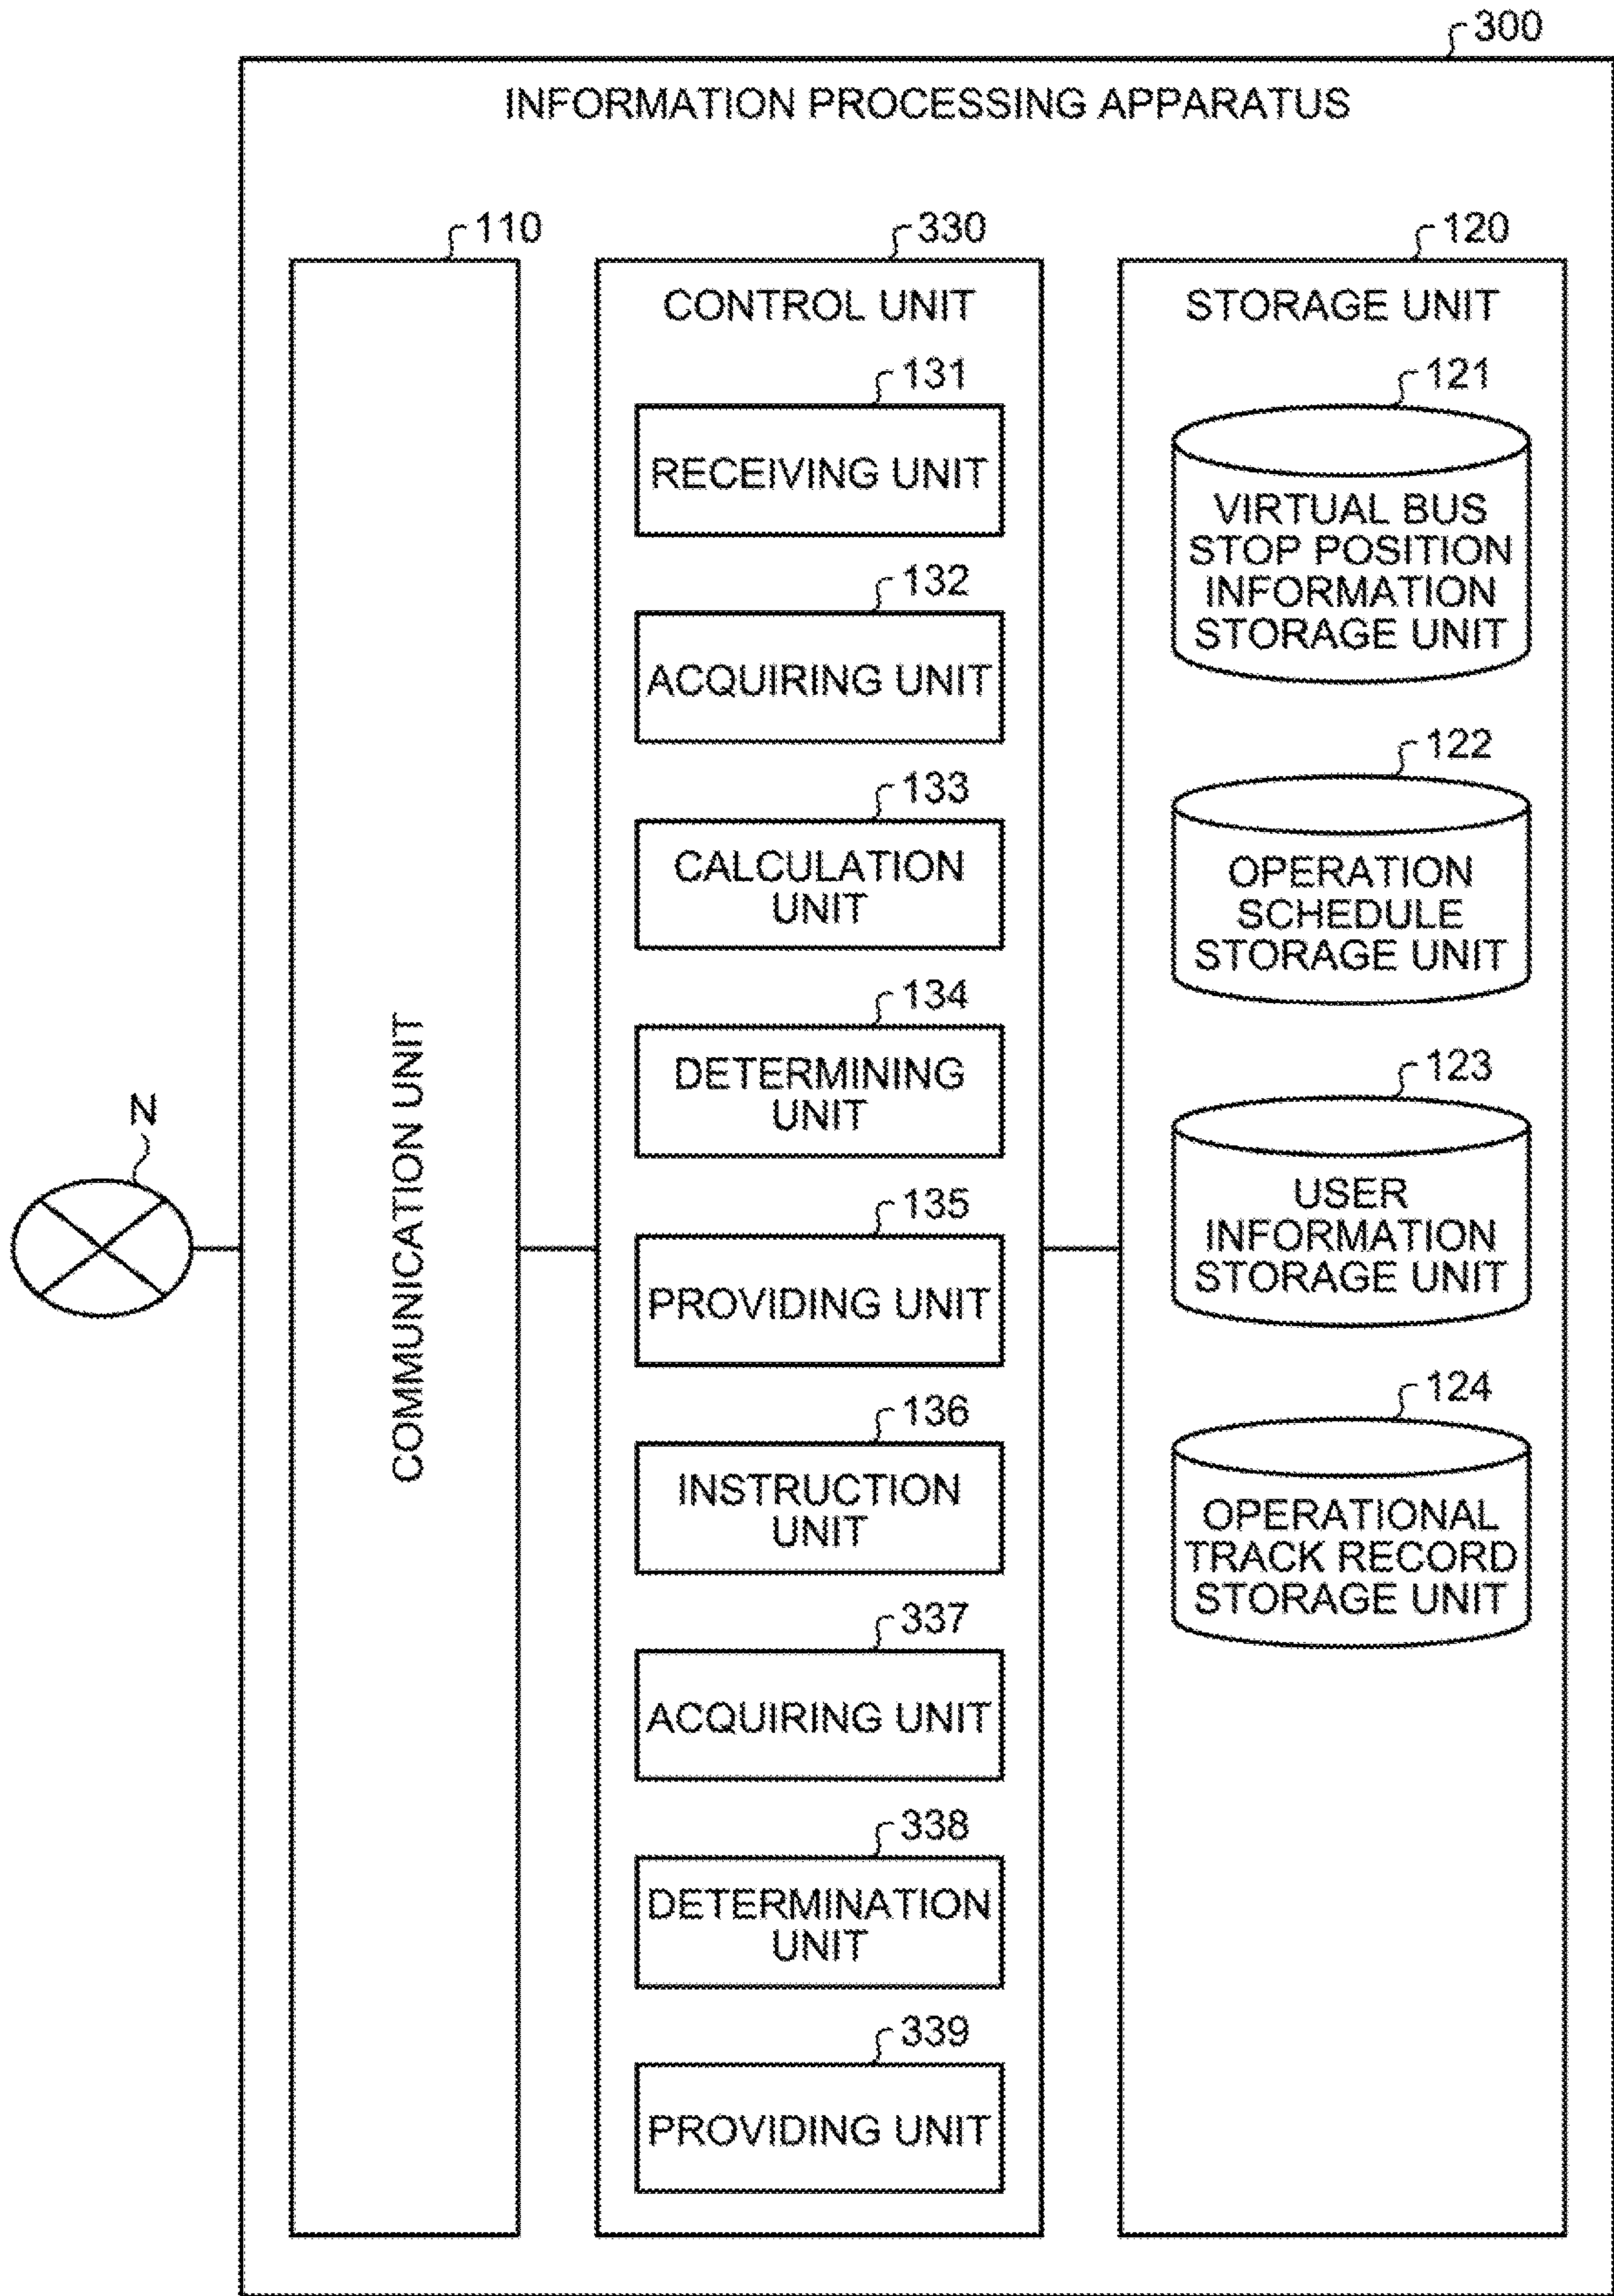 300
INFORMATION PROCESSING APPARATUS
110
COMMUNICATION UNIT
N
330
CONTROL UNIT
131
RECEIVING UNIT
132
ACQUIRING UNIT
133
CALCULATION
UNIT
134
DETERMINING
UNIT
135
PROVIDING UNIT
136
INSTRUCTION
UNIT
337
ACQUIRING UNIT
338
DETERMINATION
UNIT
339
PROVIDING UNIT
120
STORAGE UNIT
121
VIRTUAL BUS
STOP POSITION
INFORMATION
STORAGE UNIT
122
OPERATION
SCHEDULE
STORAGE UNIT
123
USER
INFORMATION
STORAGE UNIT
124
OPERATIONAL
TRACK RECORD
STORAGE UNIT